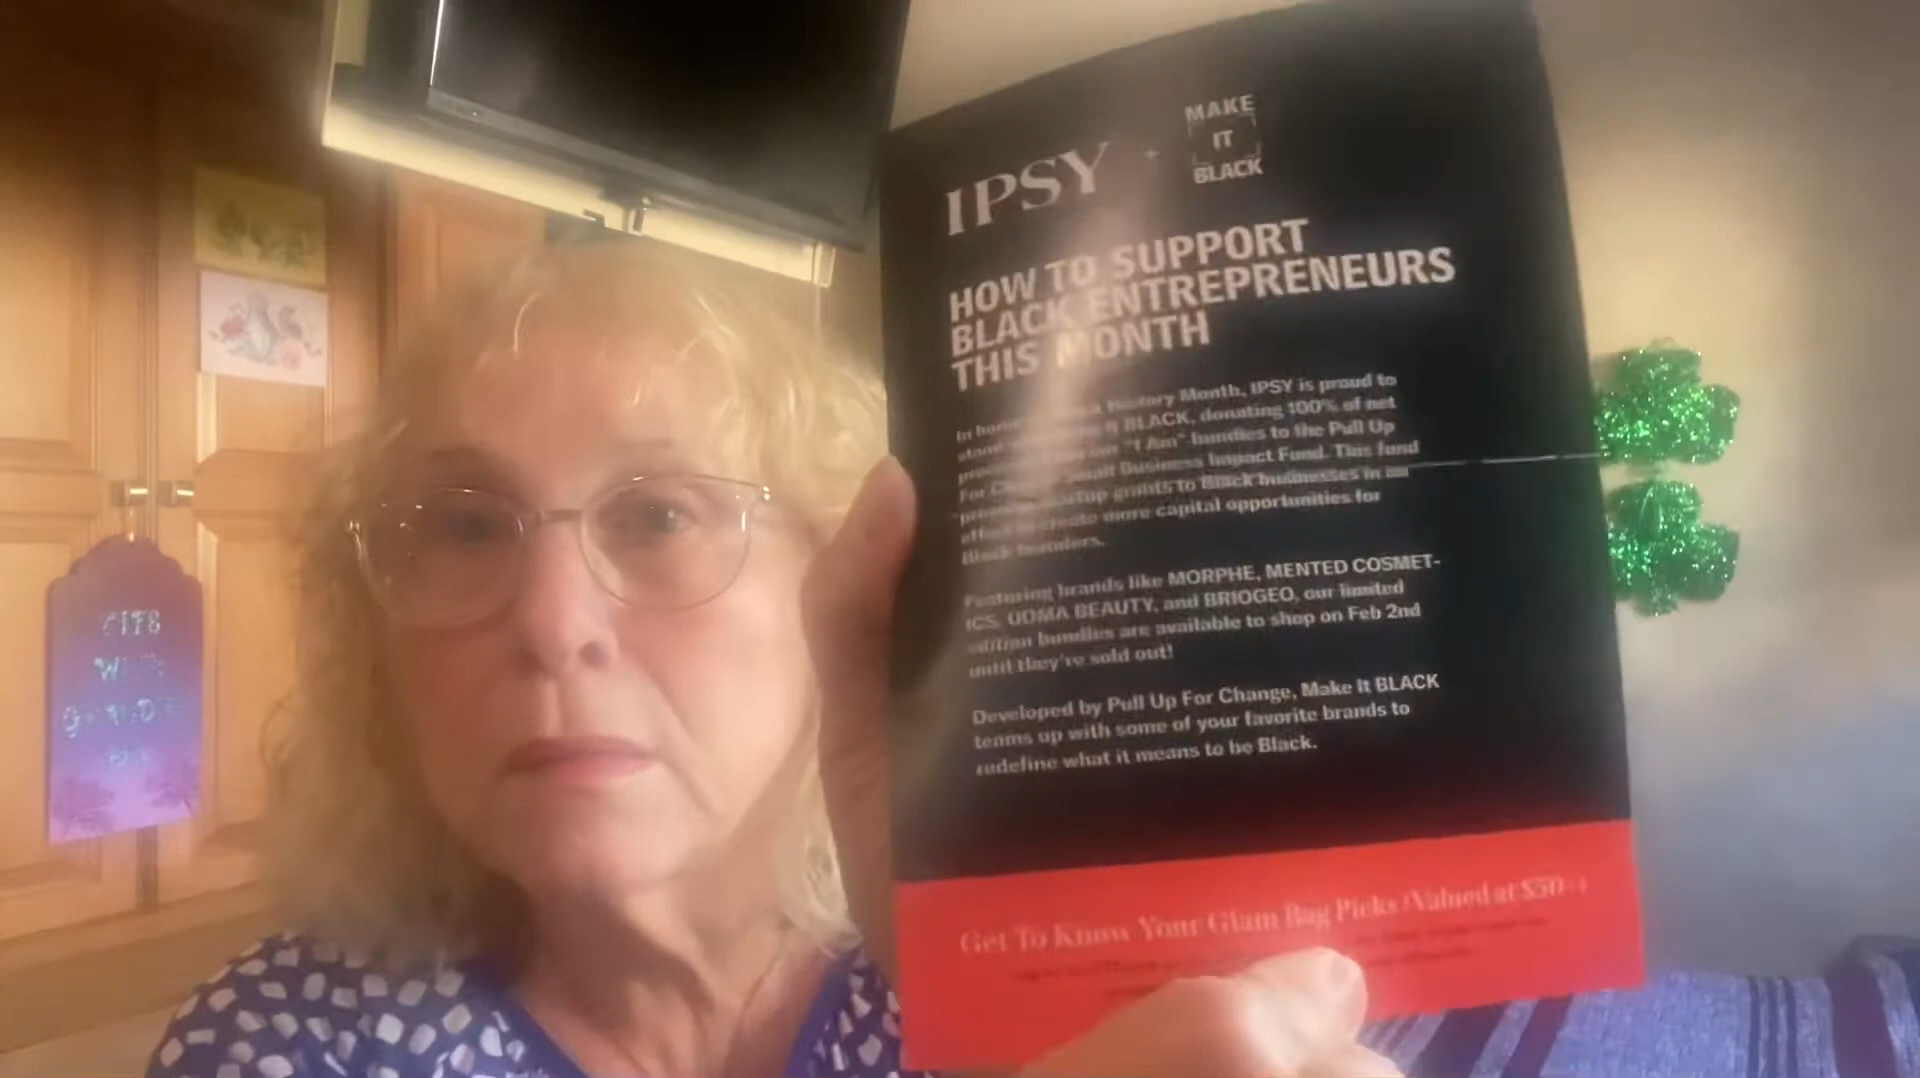 IPSY
MAKE
IT
BLACK
HOW TO SUPPORT
BLACK ENTREPRENEURS
THIS MONTH
History Month, IPSY is proud to
BLACK, donating 100% of net
"I Am" bundles to the Pull Up
For Small Business Impact Fund. This fund
grants to Black businesses in
create more capital opportunities for
Black founders.
Featuring brands like MORPHE, MENTED COSMET-
ICS, UOMA BEAUTY, and BRIOGEO, our limited
edition bundles are available to shop on Feb 2nd
until they're sold out!
Developed by Pull Up For Change, Make It BLACK
teams up with some of your favorite brands to
redefine what it means to be Black.
Get To Know Your Glam Bag Picks (Valued at $50+)